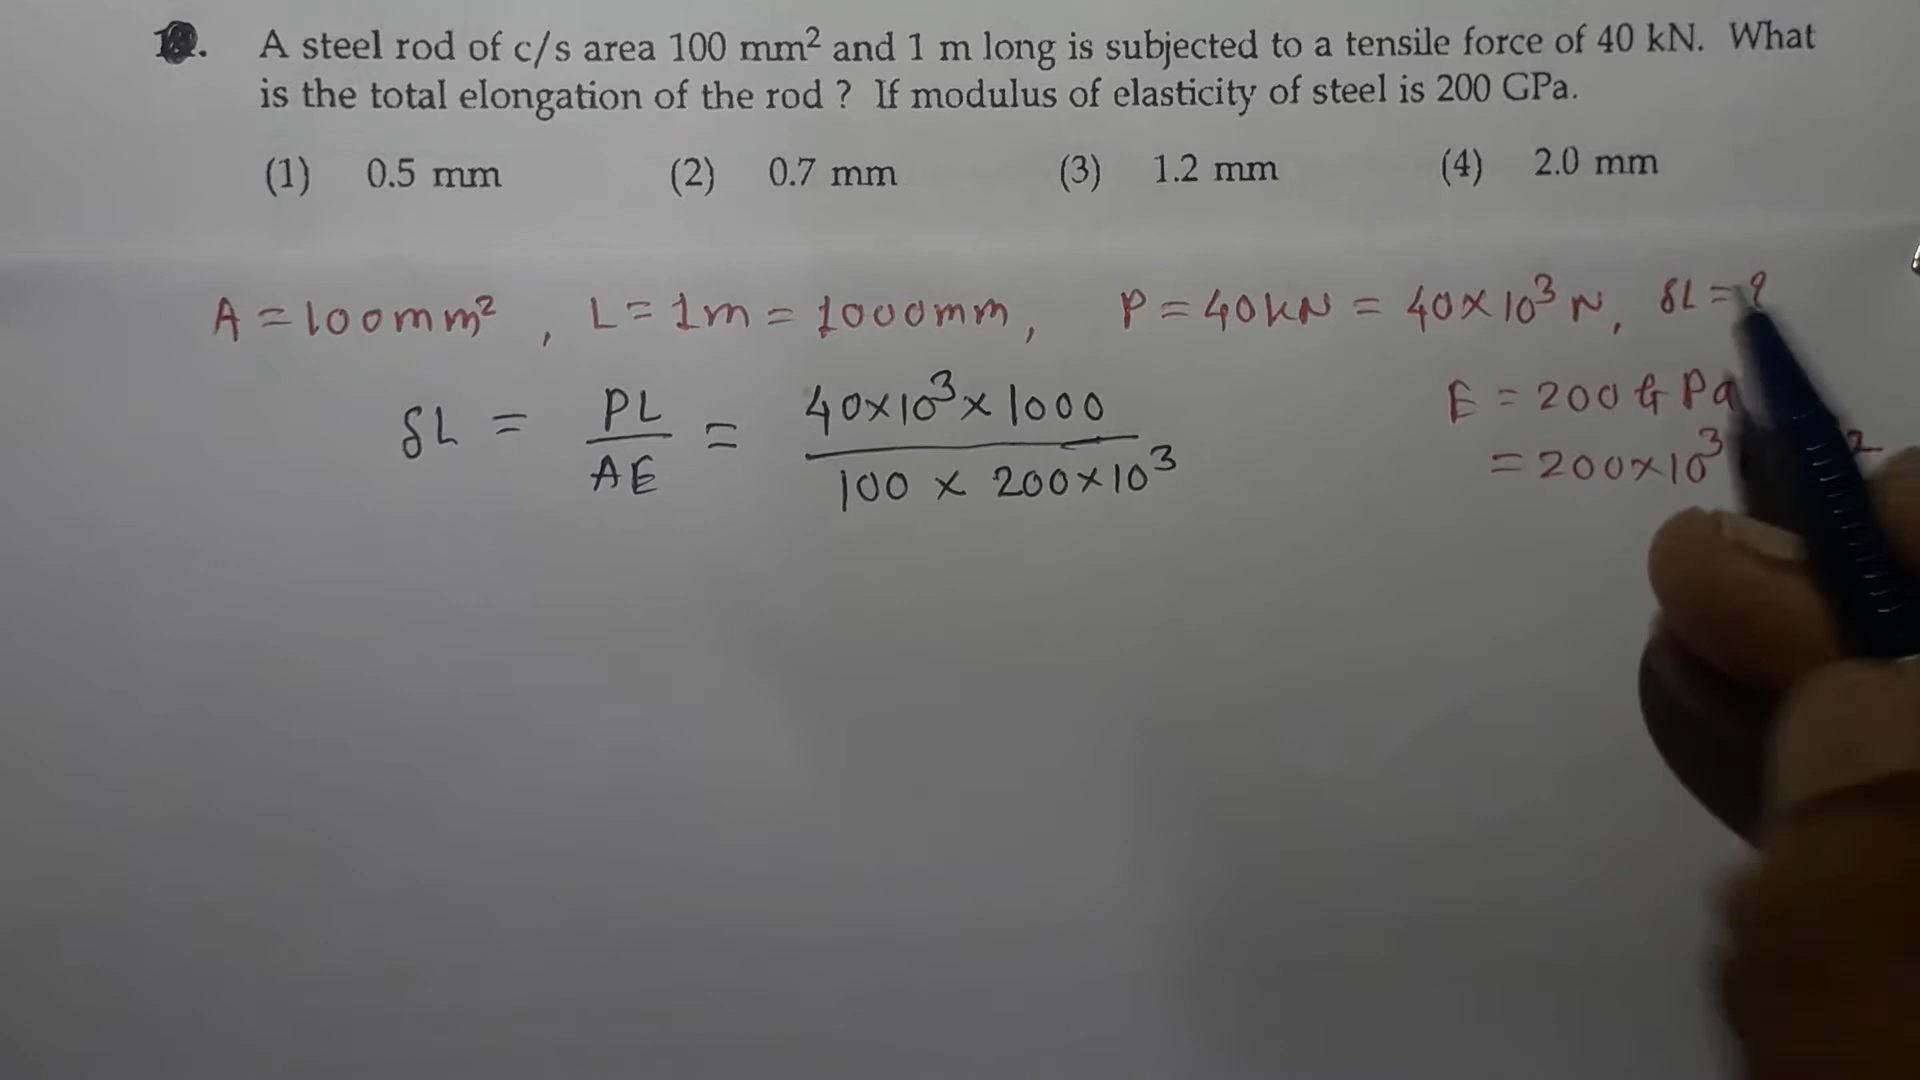 A steel rod of c/s area 100 mm² and 1 m long is subjected to a tensile force of 40 kN. What
is the total elongation of the rod ? If modulus of elasticity of steel is 200 GPa.
(1) 0.5 mm (2) 0.7 mm (3) 1.2 mm (4) 2.0 mm
A = 100mm² , L = 1m = 1000mm, P = 40kN = 40×10³ N, δL = ?
E = 200 GPa
δL = PL/AE = 40×10³×1000 / 100 × 200×10³
= 200×10³ 2